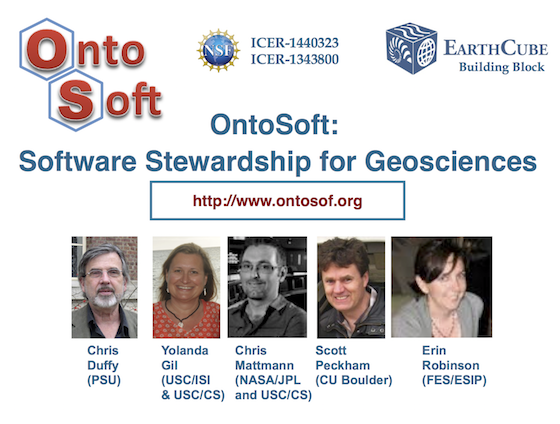 Onto
Soft
NSF
ICER-1440323
ICER-1343800
EARTHCUBE
Building Block
OntoSoft:
Software Stewardship for Geosciences
http://www.ontosof.org
Chris
Duffy
(PSU)
Yolanda
Gil
(USC/ISI
& USC/CS)
Chris
Mattmann
(NASA/JPL
and USC/CS)
Scott
Peckham
(CU Boulder)
Erin
Robinson
(FES/ESIP)